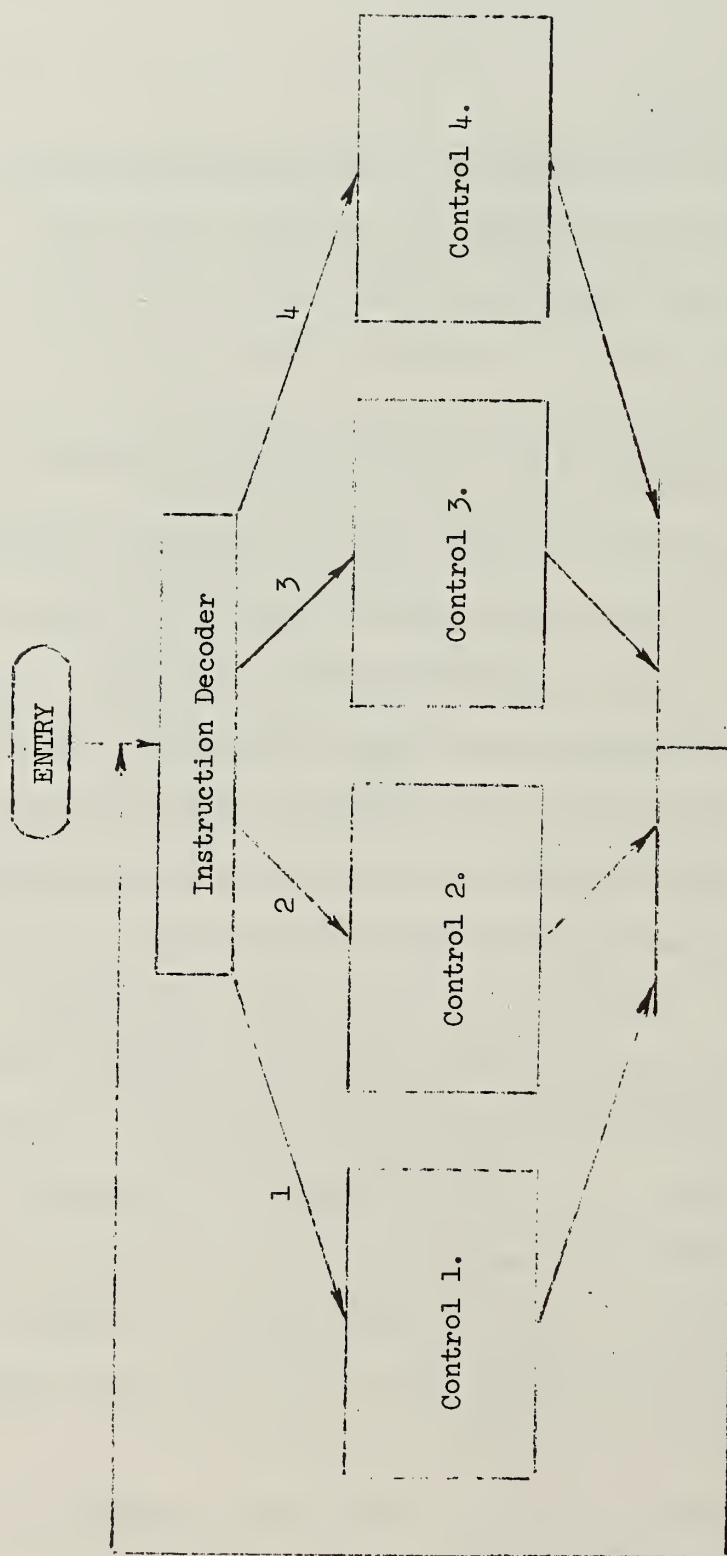 ENTRY
Instruction Decoder
1
2
3
4
Control 1.
Control 2.
Control 3.
Control 4.